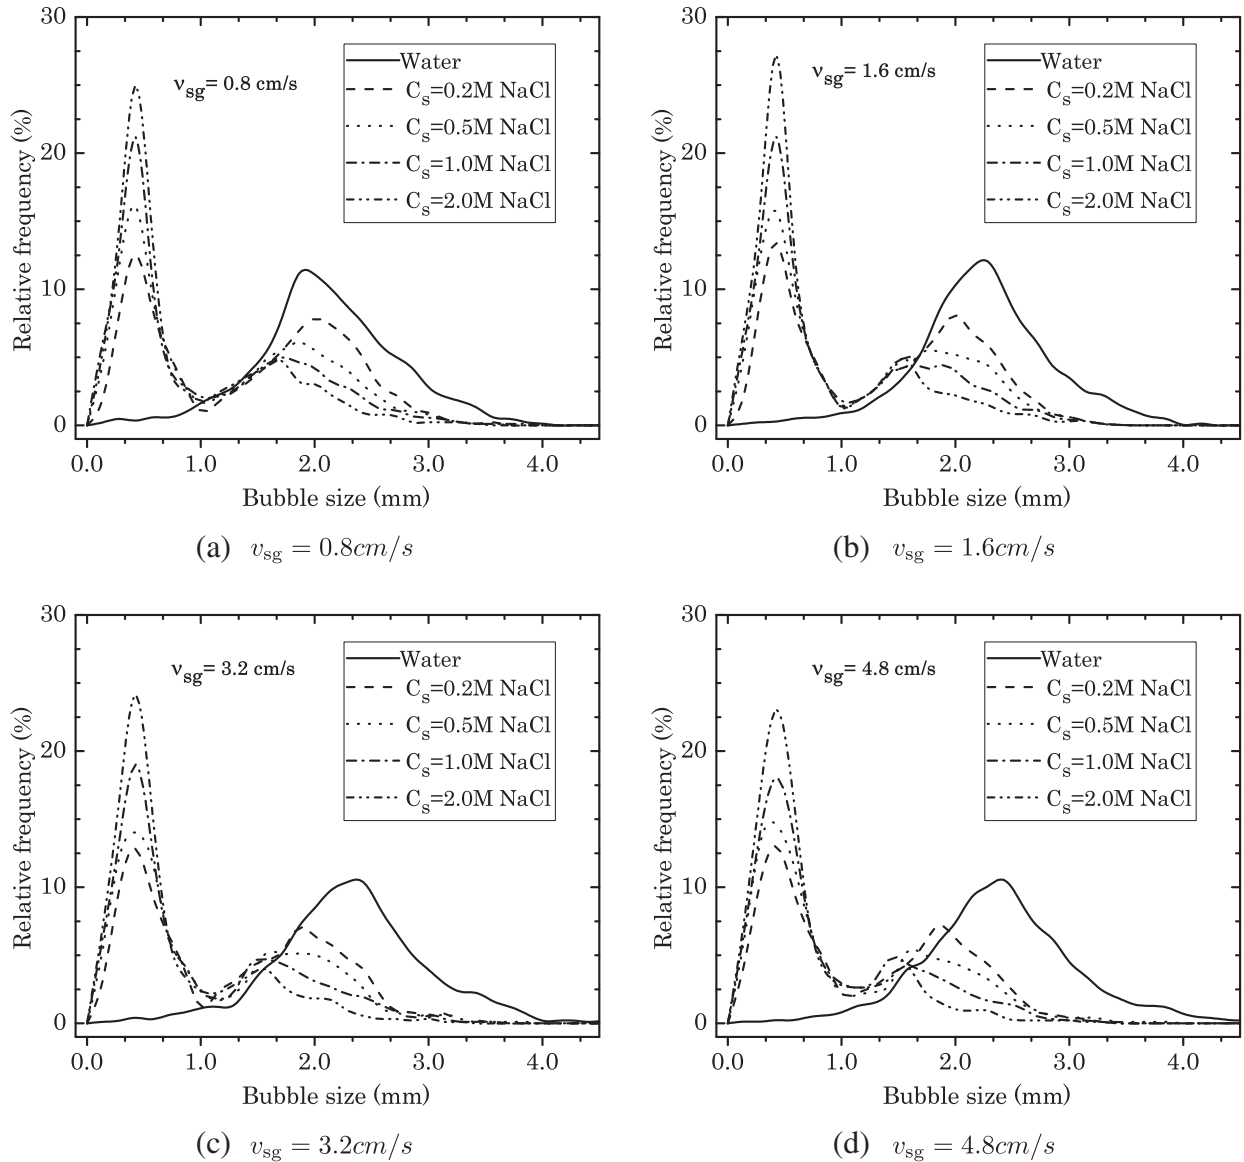 30
20
10
0
Relative frequency (%)
ν_sg = 0.8 cm/s
Water
C_s=0.2M NaCl
C_s=0.5M NaCl
C_s=1.0M NaCl
C_s=2.0M NaCl
0.0 1.0 2.0 3.0 4.0
Bubble size (mm)
(a) v_sg = 0.8cm/s
30
20
10
0
Relative frequency (%)
ν_sg = 1.6 cm/s
Water
C_s=0.2M NaCl
C_s=0.5M NaCl
C_s=1.0M NaCl
C_s=2.0M NaCl
0.0 1.0 2.0 3.0 4.0
Bubble size (mm)
(b) v_sg = 1.6cm/s
30
20
10
0
Relative frequency (%)
ν_sg= 3.2 cm/s
Water
C_s=0.2M NaCl
C_s=0.5M NaCl
C_s=1.0M NaCl
C_s=2.0M NaCl
0.0 1.0 2.0 3.0 4.0
Bubble size (mm)
(c) v_sg = 3.2cm/s
30
20
10
0
Relative frequency (%)
ν_sg= 4.8 cm/s
Water
C_s=0.2M NaCl
C_s=0.5M NaCl
C_s=1.0M NaCl
C_s=2.0M NaCl
0.0 1.0 2.0 3.0 4.0
Bubble size (mm)
(d) v_sg = 4.8cm/s